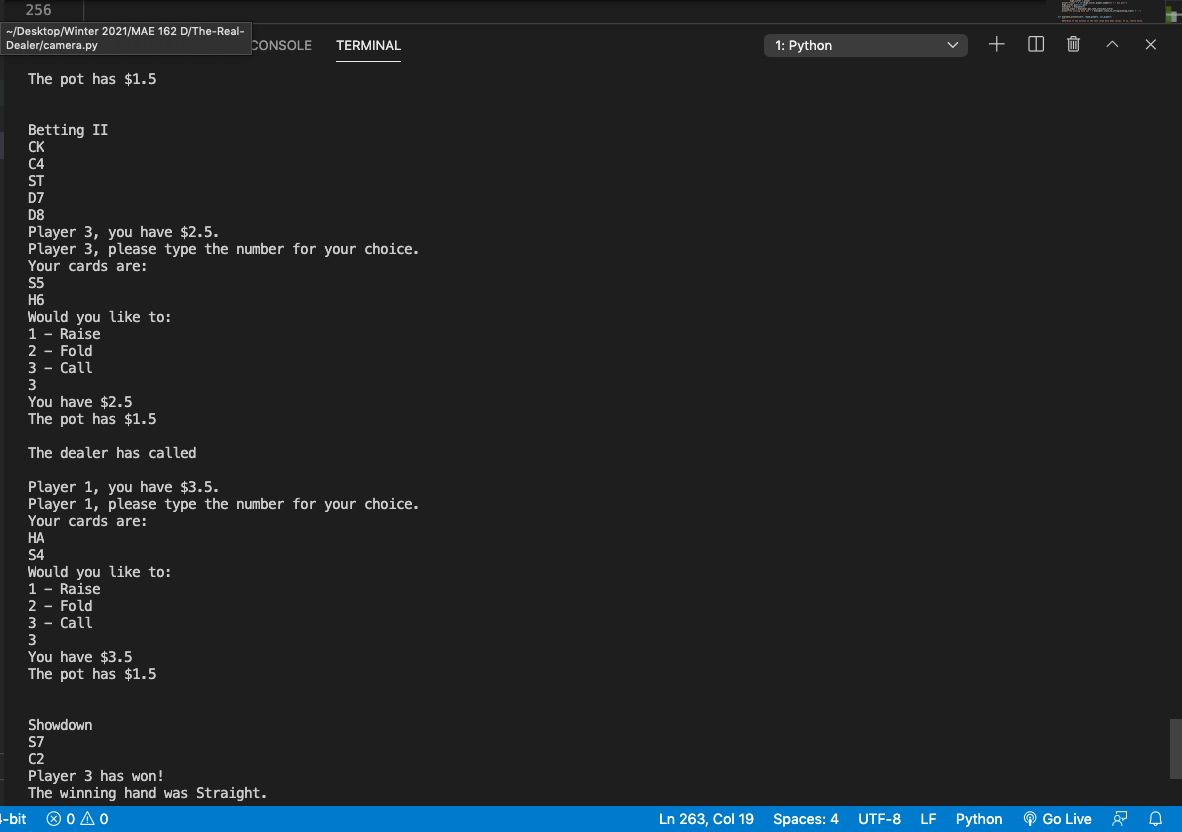 256
~/Desktop/Winter 2021/MAE 162 D/The-Real-
Dealer/camera.py
CONSOLE
TERMINAL
1: Python
The pot has $1.5
Betting II
CK
C4
ST
D7
D8
Player 3, you have $2.5.
Player 3, please type the number for your choice.
Your cards are:
S5
H6
Would you like to:
1 – Raise
2 – Fold
3 – Call
3
You have $2.5
The pot has $1.5
The dealer has called
Player 1, you have $3.5.
Player 1, please type the number for your choice.
Your cards are:
HA
S4
Would you like to:
1 – Raise
2 – Fold
3 – Call
3
You have $3.5
The pot has $1.5
Showdown
S7
C2
Player 3 has won!
The winning hand was Straight.
-bit 0 0 Ln 263, Col 19 Spaces: 4 UTF-8 LF Python Go Live